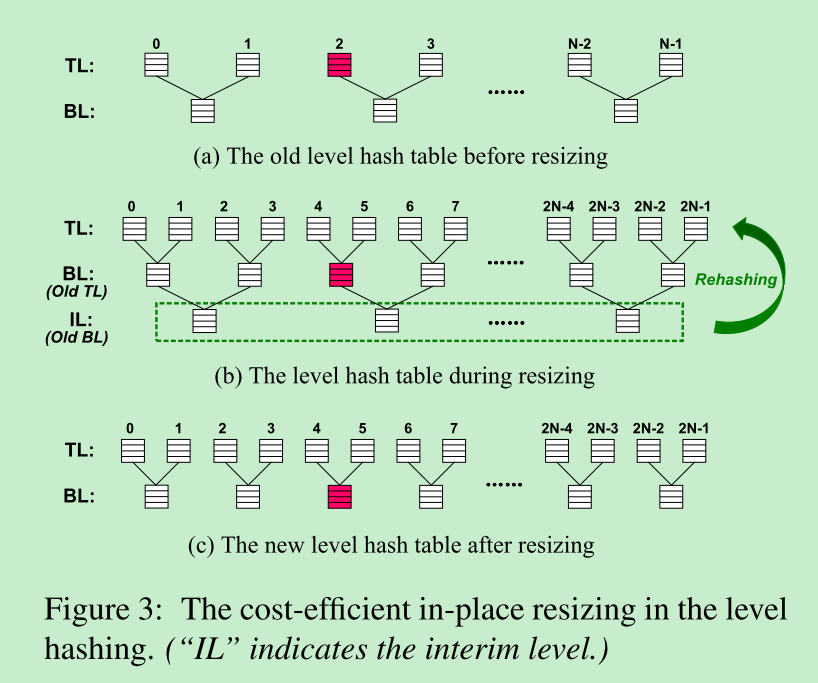 0 1 2 3 N-2 N-1
TL:
......
BL:
(a) The old level hash table before resizing
0 1 2 3 4 5 6 7 2N-4 2N-3 2N-2 2N-1
TL:
......
BL:
(Old TL)
Rehashing
IL:
(Old BL)
......
(b) The level hash table during resizing
0 1 2 3 4 5 6 7 2N-4 2N-3 2N-2 2N-1
TL:
......
BL:
(c) The new level hash table after resizing
Figure 3: The cost-efficient in-place resizing in the level
hashing. (“IL” indicates the interim level.)